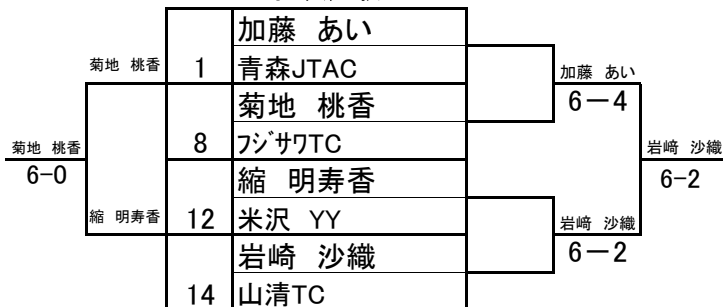 加藤 あい
菊地 桃香 1 青森JTAC 加藤 あい
菊地 桃香 6－4
8 フジサワTC
菊地 桃香 岩﨑 沙織
6-0 縮 明寿香 6-2
縮 明寿香 12 米沢 YY 岩﨑 沙織
岩崎 沙織 6－2
14 山清TC